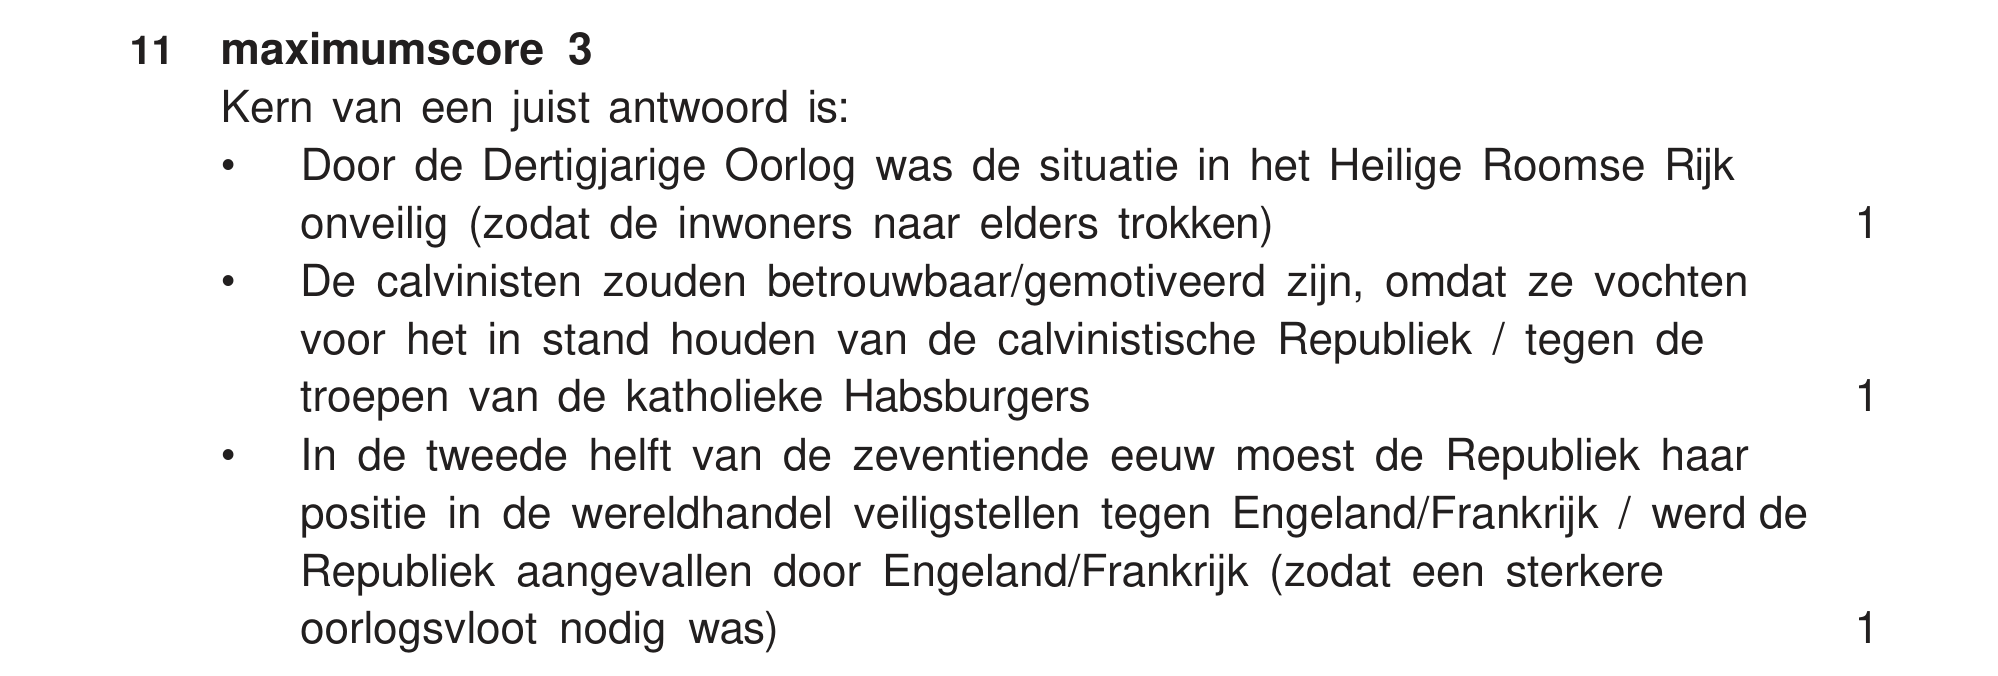 11 maximumscore 3
Kern van een juist antwoord is:
• Door de Dertigjarige Oorlog was de situatie in het Heilige Roomse Rijk
onveilig (zodat de inwoners naar elders trokken) 1
• De calvinisten zouden betrouwbaar/gemotiveerd zijn, omdat ze vochten
voor het in stand houden van de calvinistische Republiek / tegen de
troepen van de katholieke Habsburgers 1
• In de tweede helft van de zeventiende eeuw moest de Republiek haar
positie in de wereldhandel veiligstellen tegen Engeland/Frankrijk / werd de
Republiek aangevallen door Engeland/Frankrijk (zodat een sterkere
oorlogsvloot nodig was) 1